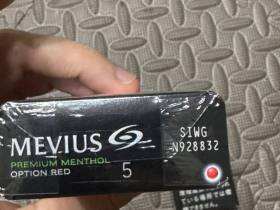 MEVIUS
PREMIUM MENTHOL
OPTION RED
5
SIWG
N928832